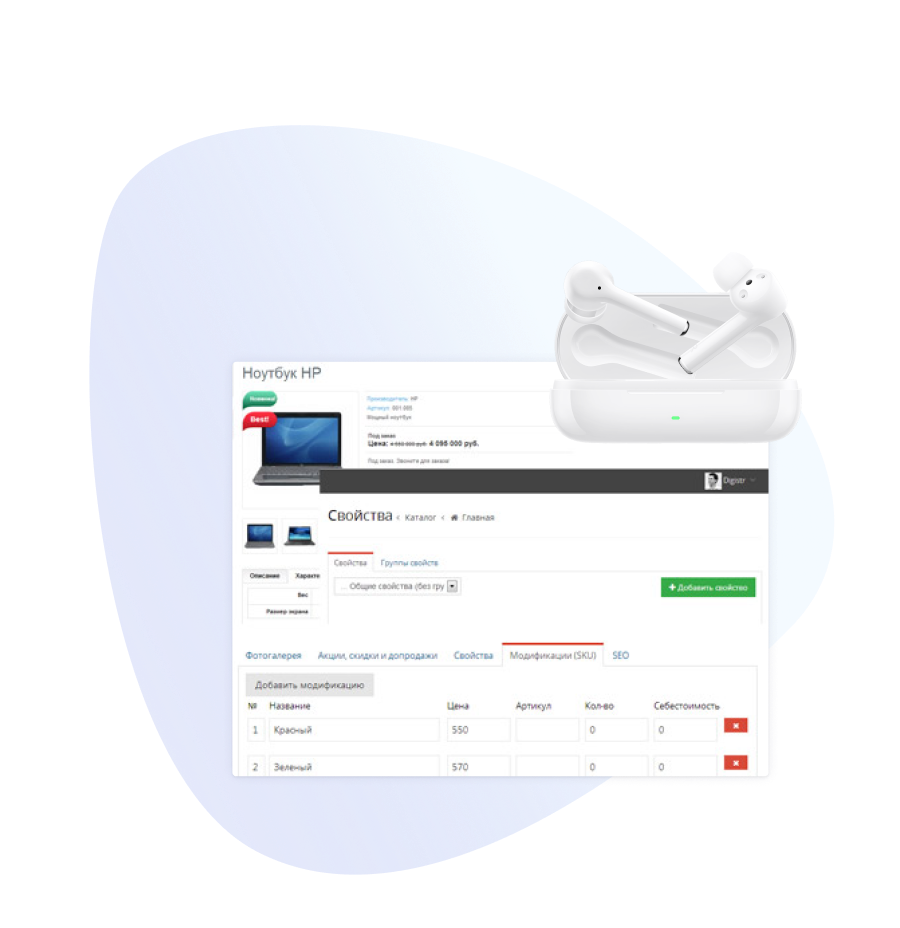 Ноутбук HP
Новинка!
Best!
Производитель: HP
Артикул: 001-005
Мощный ноутбук
Под заказ
Цена: 4 550 000 руб. 4 095 000 руб.
Под заказ. Звоните для заказа!
Digistr
Свойства < Каталог < Главная
Свойства Группы свойств
... Общие свойства (без гру
Добавить свойство
Описание Характе
Вес
Размер экрана
Фотогалерея Акции, скидки и допродажи Свойства Модификации (SKU) SEO
Добавить модификацию
№ Название Цена Артикул Кол-во Себестоимость
1 Красный 550 0 0
2 Зеленый 570 0 0